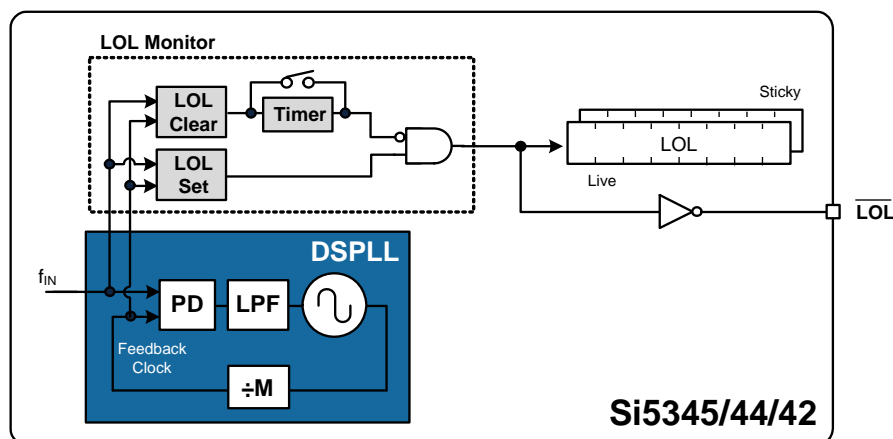 LOL Monitor
LOL
Clear
Timer
LOL
Set
Sticky
LOL
Live
LOL
DSPLL
fIN
PD
LPF
Feedback
Clock
÷M
Si5345/44/42